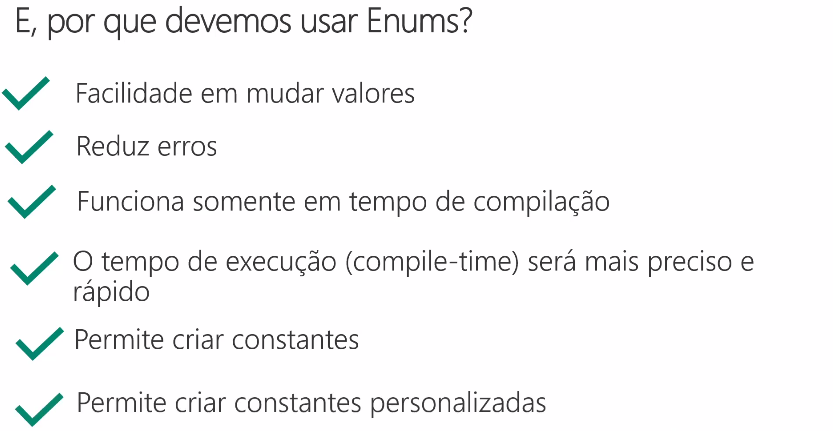 E, por que devemos usar Enums?
Facilidade em mudar valores
Reduz erros
Funciona somente em tempo de compilação
O tempo de execução (compile-time) será mais preciso e
rápido
Permite criar constantes
Permite criar constantes personalizadas